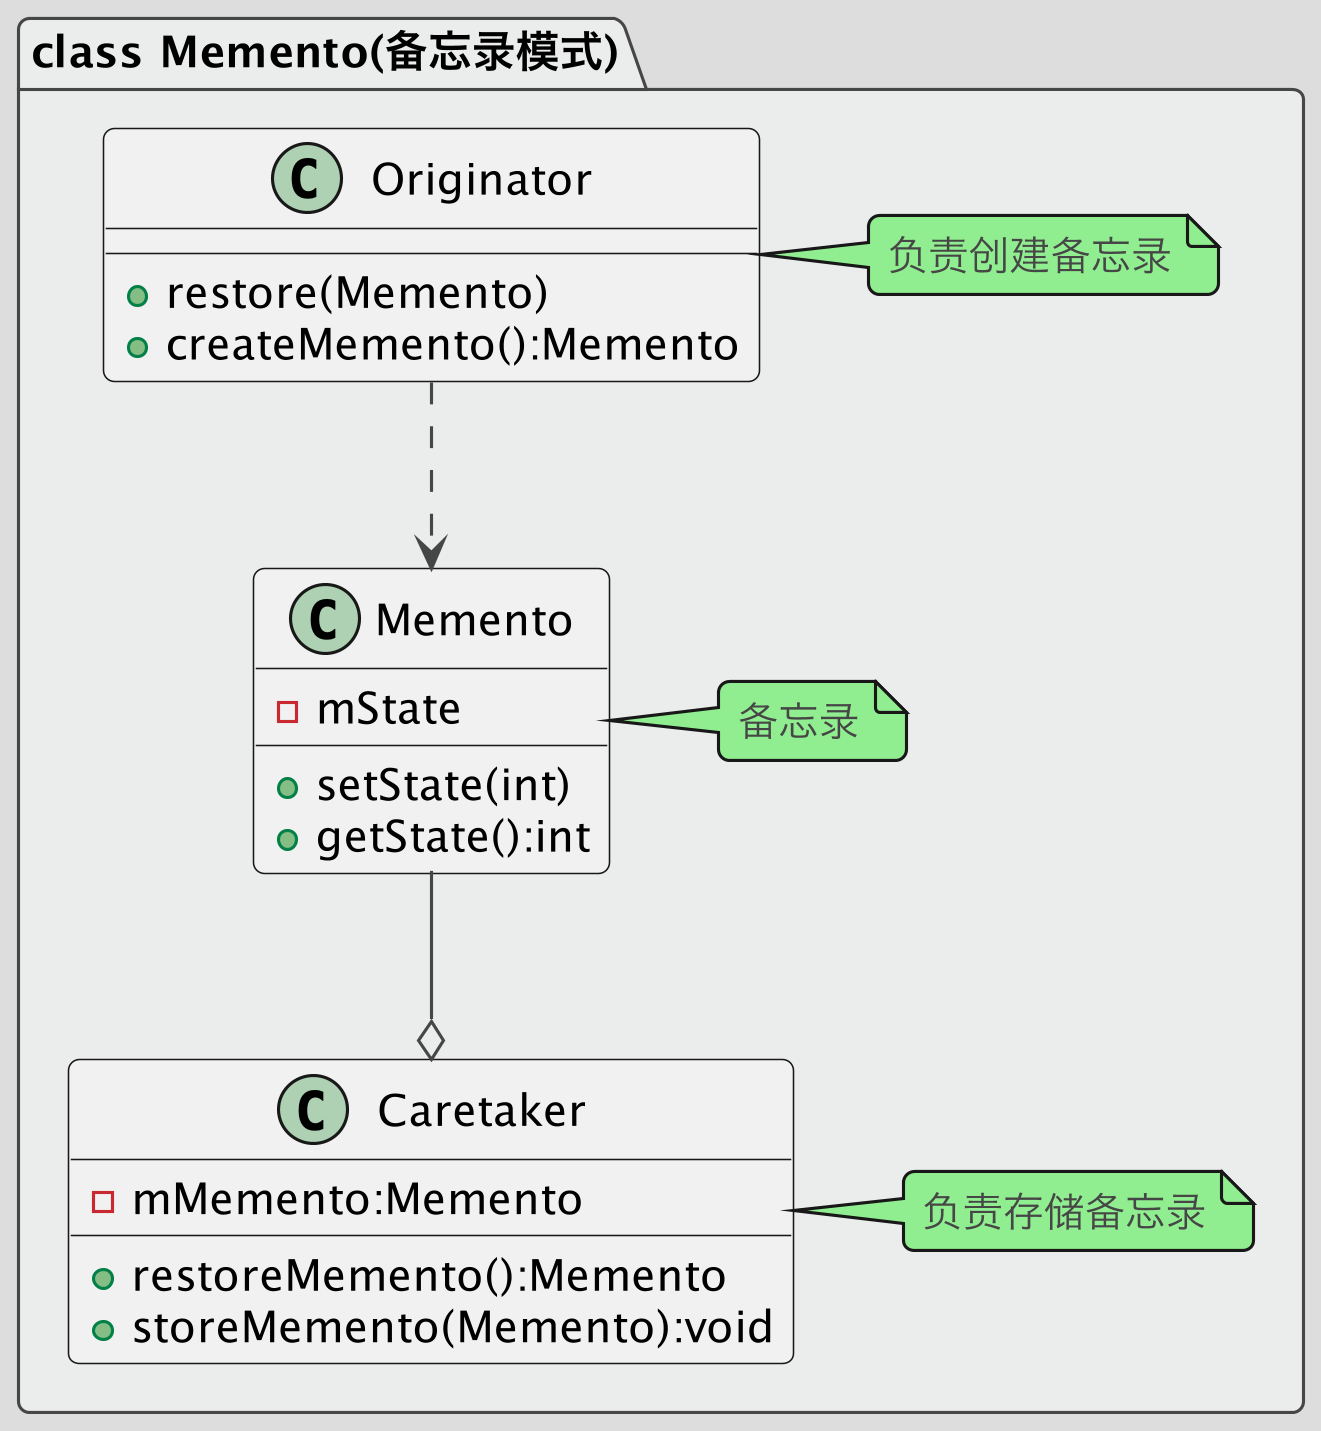 class Memento(备忘录模式)
C Originator
负责创建备忘录
restore(Memento)
createMemento():Memento
C Memento
mState
备忘录
setState(int)
getState():int
C Caretaker
mMemento:Memento
负责存储备忘录
restoreMemento():Memento
storeMemento(Memento):void